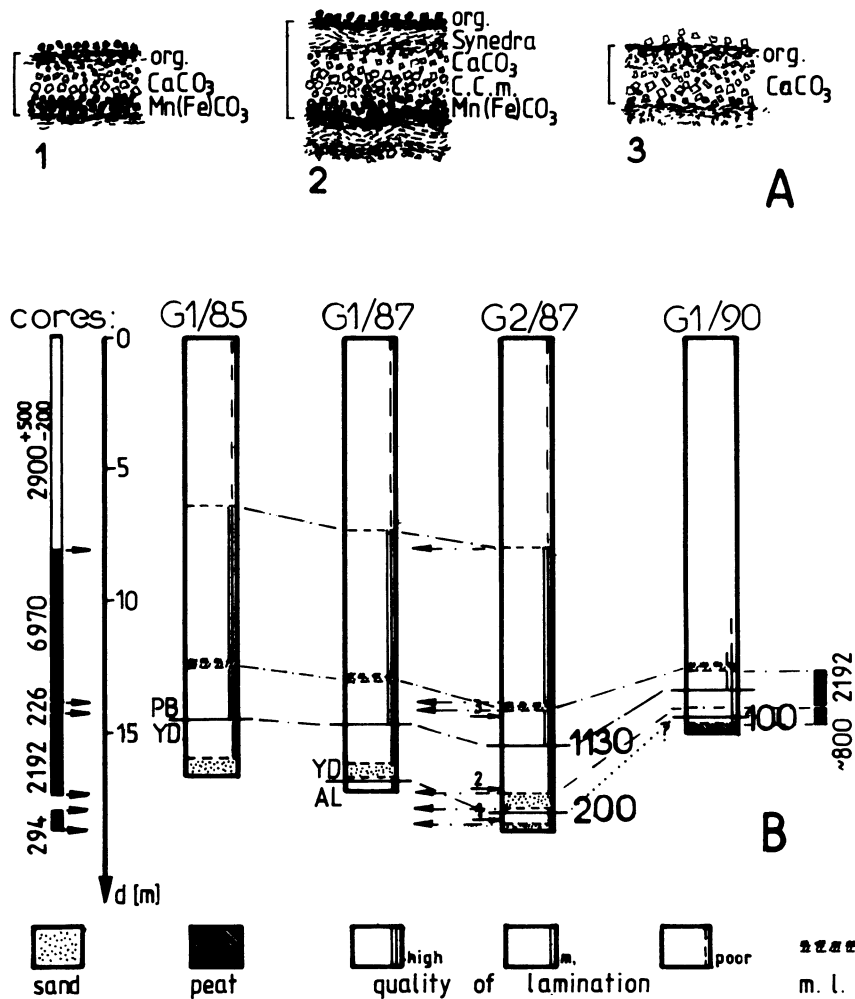 org.
CaCO₃
Mn(Fe)CO₃
1
org.
Synedra
CaCO₃
C.C.m.
Mn(Fe)CO₃
2
org.
CaCO₃
3
A
cores: G1/85 G1/87 G2/87 G1/90
0
5
10
15
d [m]
2900 +500 -200
6970
226
2192
294
PB
YD
YD
AL
3
2
1130
200
?
100
2192
~800
B
sand
peat
high
m.
poor
quality of lamination
m. l.